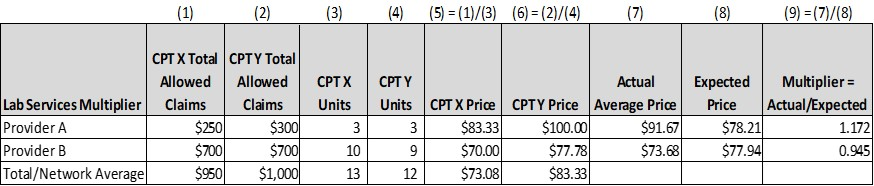 (1) (2) (3) (4) (5) = (1)/(3) (6) = (2)/(4) (7) (8) (9) = (7)/(8)
CPT X Total CPT Y Total
Allowed Allowed CPT X CPT Y Actual Expected Multiplier =
Lab Services Multiplier Claims Claims Units Units CPT X Price CPT Y Price Average Price Price Actual/Expected
Provider A $250 $300 3 3 $83.33 $100.00 $91.67 $78.21 1.172
Provider B $700 $700 10 9 $70.00 $77.78 $73.68 $77.94 0.945
Total/Network Average $950 $1,000 13 12 $73.08 $83.33